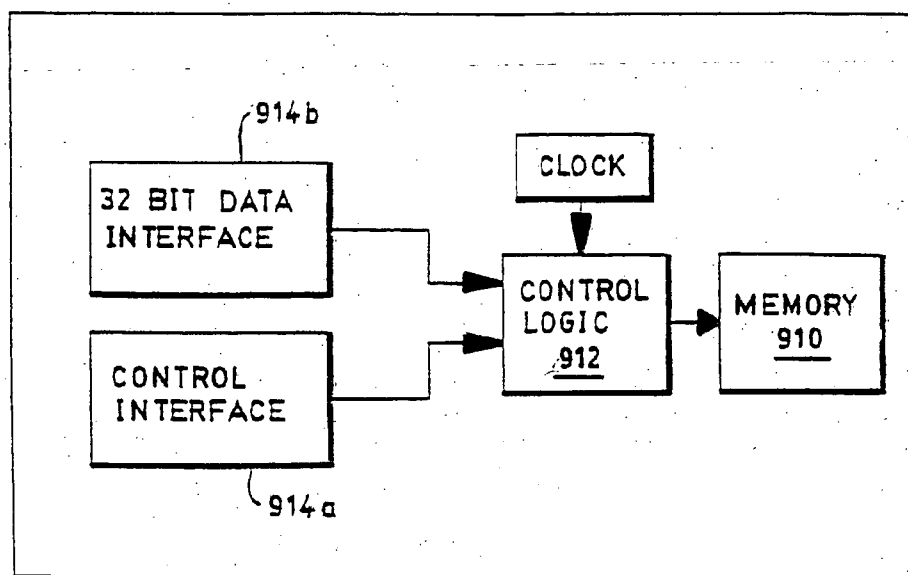 914b
32 BIT DATA
INTERFACE
CLOCK
CONTROL
LOGIC
912
MEMORY
910
CONTROL
INTERFACE
914a